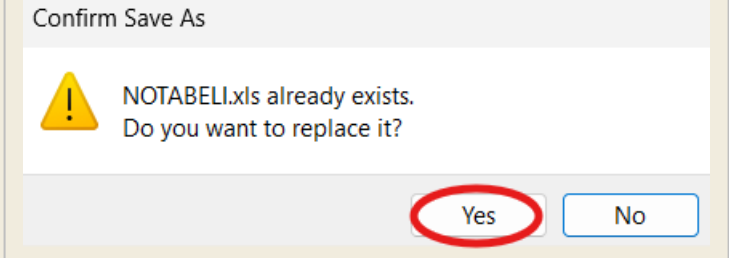 Confirm Save As
NOTABELI.xls already exists.
Do you want to replace it?
Yes No